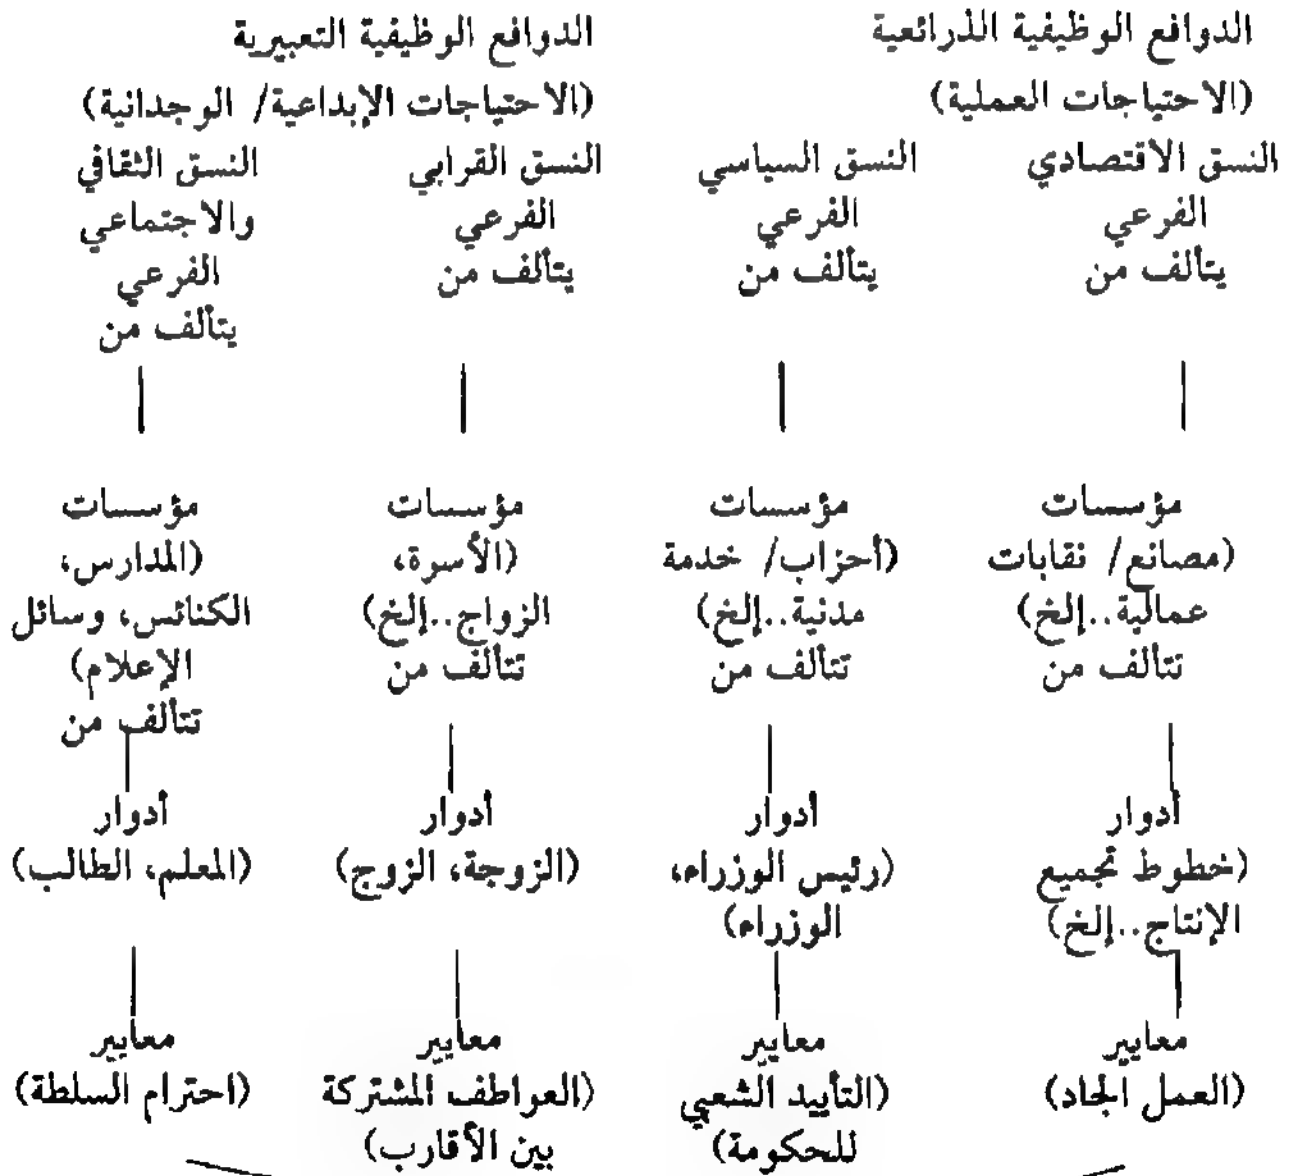 الدوافع الوظيفية الذرائعية
(الاحتياجات العملية)
الدوافع الوظيفية التعبيرية
(الاحتياجات الإبداعية/ الوجدانية)
النسق الاقتصادي
الفرعي
يتألف من
النسق السياسي
الفرعي
يتألف من
النسق القرابي
الفرعي
يتألف من
النسق الثقافي
والاجتماعي
الفرعي
يتألف من
مؤسسات
(مصانع/ نقابات
عمالية..إلخ)
تتألف من
مؤسسات
(أحزاب/ خدمة
مدنية..إلخ)
تتألف من
مؤسسات
(الأسرة،
الزواج..إلخ)
تتألف من
مؤسسات
(المدارس،
الكنائس، وسائل
الإعلام)
تتألف من
أدوار
(خطوط تجميع
الإنتاج..إلخ)
أدوار
(رئيس الوزراء،
الوزراء)
أدوار
(الزوجة، الزوج)
أدوار
(المعلم، الطالب)
معايير
(العمل الجاد)
معايير
(التأييد الشعبي
للحكومة)
معايير
(العواطف المشتركة
بين الأقارب)
معايير
(احترام السلطة)